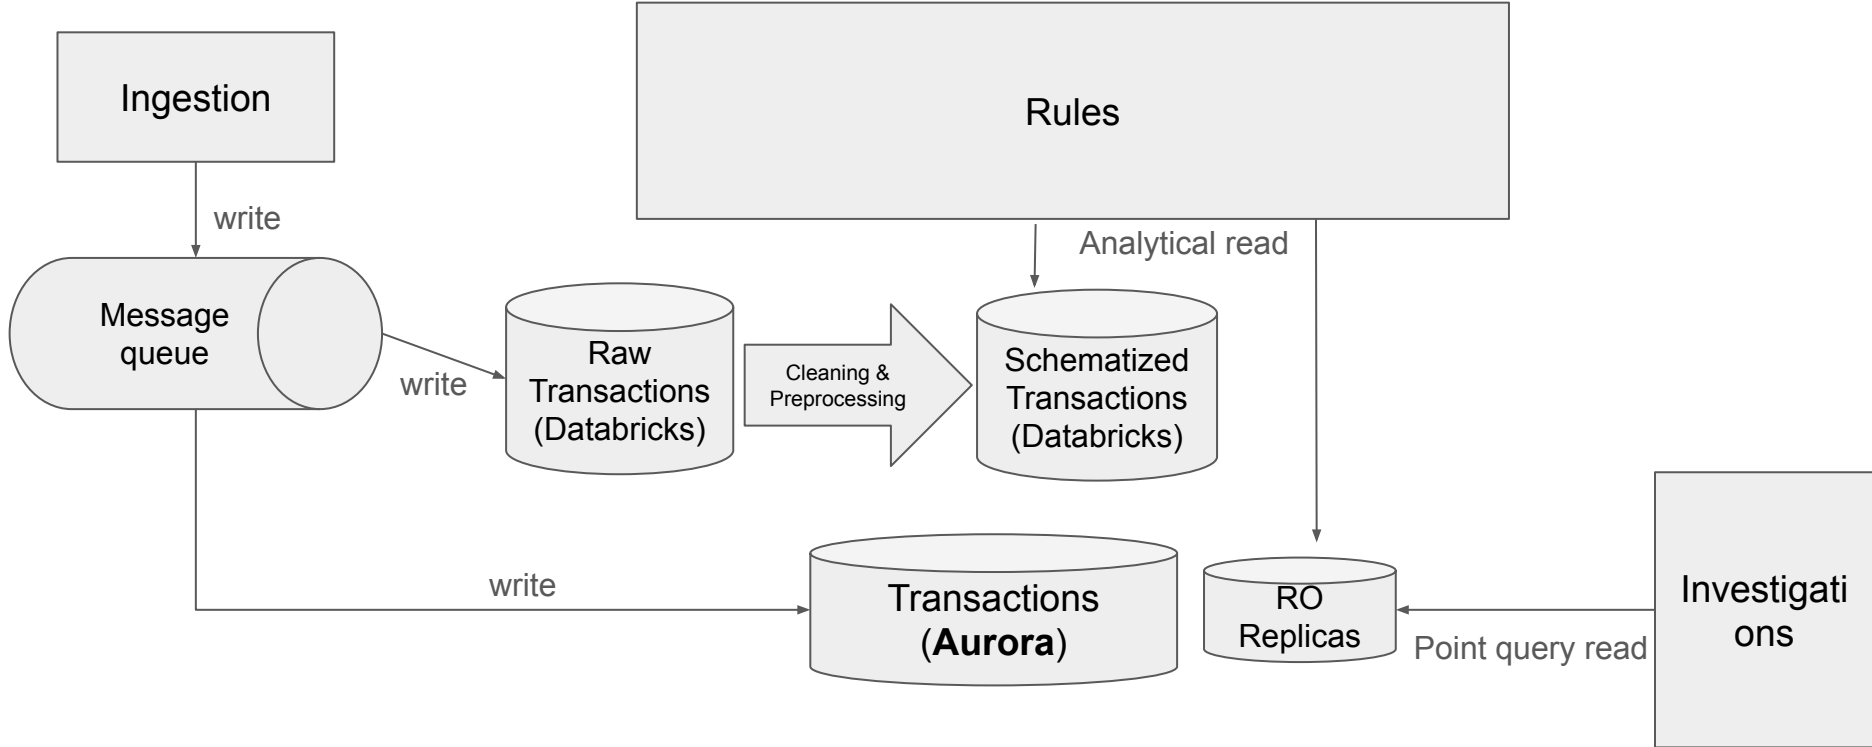 Ingestion
Rules
write
Analytical read
Message
queue
write
Raw
Transactions
(Databricks)
Cleaning &
Preprocessing
Schematized
Transactions
(Databricks)
write
Transactions
(Aurora)
RO
Replicas
Point query read
Investigati
ons